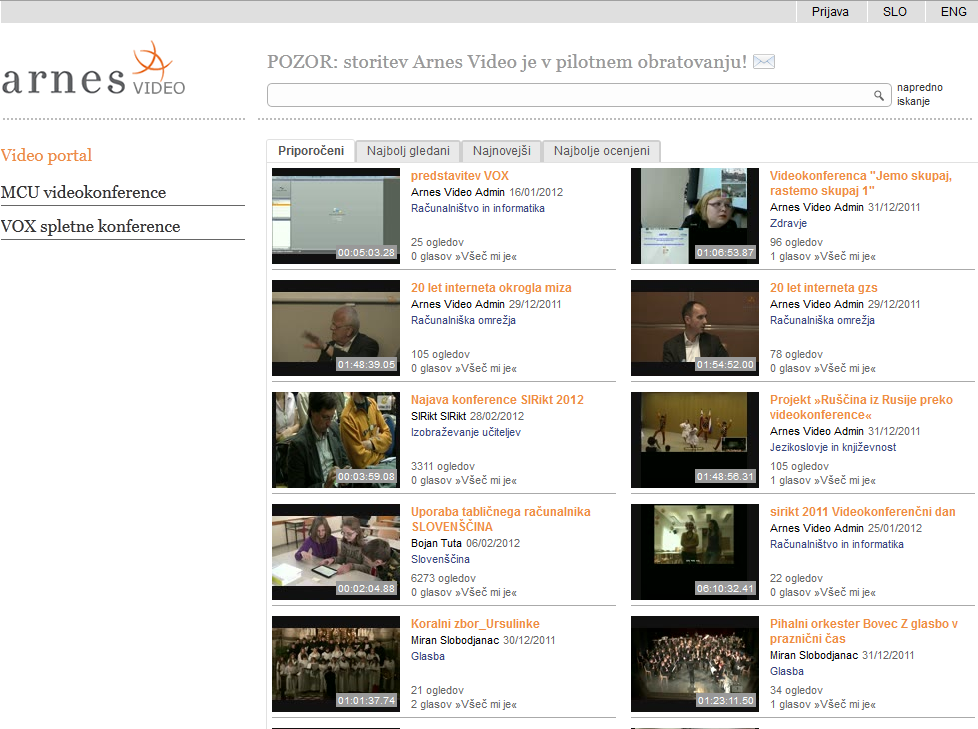 Prijava SLO ENG
arnes VIDEO
POZOR: storitev Arnes Video je v pilotnem obratovanju!
napredno
iskanje
Video portal
MCU videokonference
VOX spletne konference
Priporočeni Najbolj gledani Najnovejši Najbolje ocenjeni
predstavitev VOX
Arnes Video Admin 16/01/2012
Računalništvo in informatika
25 ogledov
0 glasov »Všeč mi je«
00:05:03.28
Videokonferenca "Jemo skupaj,
rastemo skupaj 1"
Arnes Video Admin 31/12/2011
Zdravje
96 ogledov
1 glasov »Všeč mi je«
01:06:53.87
20 let interneta okrogla miza
Arnes Video Admin 29/12/2011
Računalniška omrežja
105 ogledov
0 glasov »Všeč mi je«
01:48:39.05
20 let interneta gzs
Arnes Video Admin 29/12/2011
Računalniška omrežja
78 ogledov
0 glasov »Všeč mi je«
01:54:52.00
Najava konference SIRikt 2012
SIRikt SIRikt 28/02/2012
Izobraževanje učiteljev
3311 ogledov
0 glasov »Všeč mi je«
00:03:59.08
Projekt »Ruščina iz Rusije preko
videokonference«
Arnes Video Admin 31/12/2011
Jezikoslovje in književnost
105 ogledov
1 glasov »Všeč mi je«
01:48:56.31
Uporaba tabličnega računalnika
SLOVENŠČINA
Bojan Tuta 06/02/2012
Slovenščina
6273 ogledov
0 glasov »Všeč mi je«
00:02:04.88
sirikt 2011 Videokonferenčni dan
Arnes Video Admin 25/01/2012
Računalništvo in informatika
22 ogledov
0 glasov »Všeč mi je«
06:10:32.41
Koralni zbor_Ursulinke
Miran Slobodjanac 30/12/2011
Glasba
21 ogledov
2 glasov »Všeč mi je«
01:01:37.74
Pihalni orkester Bovec Z glasbo v
praznični čas
Miran Slobodjanac 31/12/2011
Glasba
34 ogledov
1 glasov »Všeč mi je«
01:23:11.50